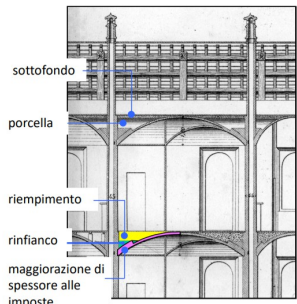 sottofondo
porcella
riempimento
rinfianco
maggiorazione di
spessore alle
imposte